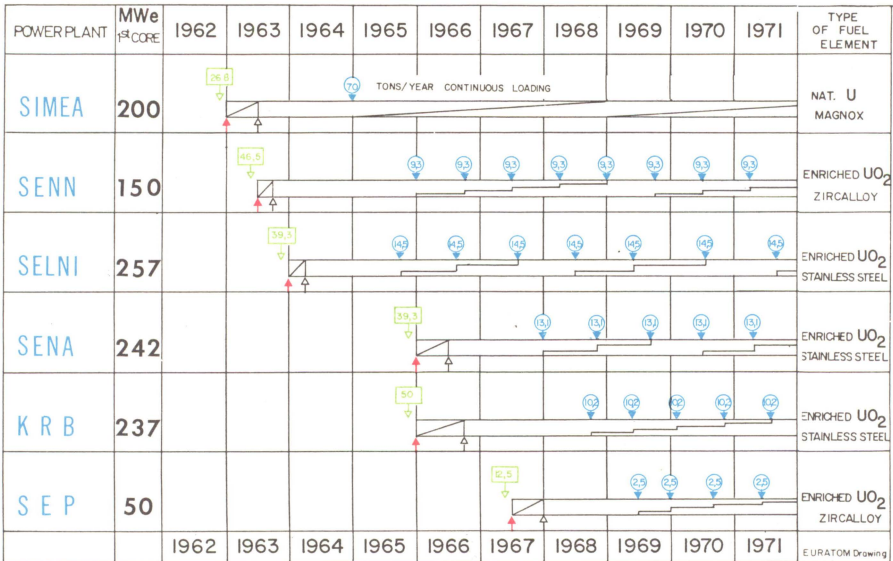 POWER PLANT MWe 1st CORE 1962 1963 1964 1965 1966 1967 1968 1969 1970 1971 TYPE OF FUEL ELEMENT
26.6
70 TONS/YEAR CONTINUOUS LOADING
SIMEA 200 NAT. U
MAGNOX
46,5 9,3 9,3 9,3 9,3 9,3 9,3 9,3 9,3
SENN 150 ENRICHED UO2
ZIRCALLOY
39,3 14,5 14,5 14,5 14,5 14,5 14,5 14,5
SELNI 257 ENRICHED UO2
STAINLESS STEEL
39,3 13,1 13,1 13,1 13,1 13,1
SENA 242 ENRICHED UO2
STAINLESS STEEL
50 10,2 10,2 10,2 10,2 10,2
KRB 237 ENRICHED UO2
STAINLESS STEEL
12,5 2,5 2,5 2,5 2,5
SEP 50 ENRICHED UO2
ZIRCALLOY
1962 1963 1964 1965 1966 1967 1968 1969 1970 1971 EURATOM Drawing